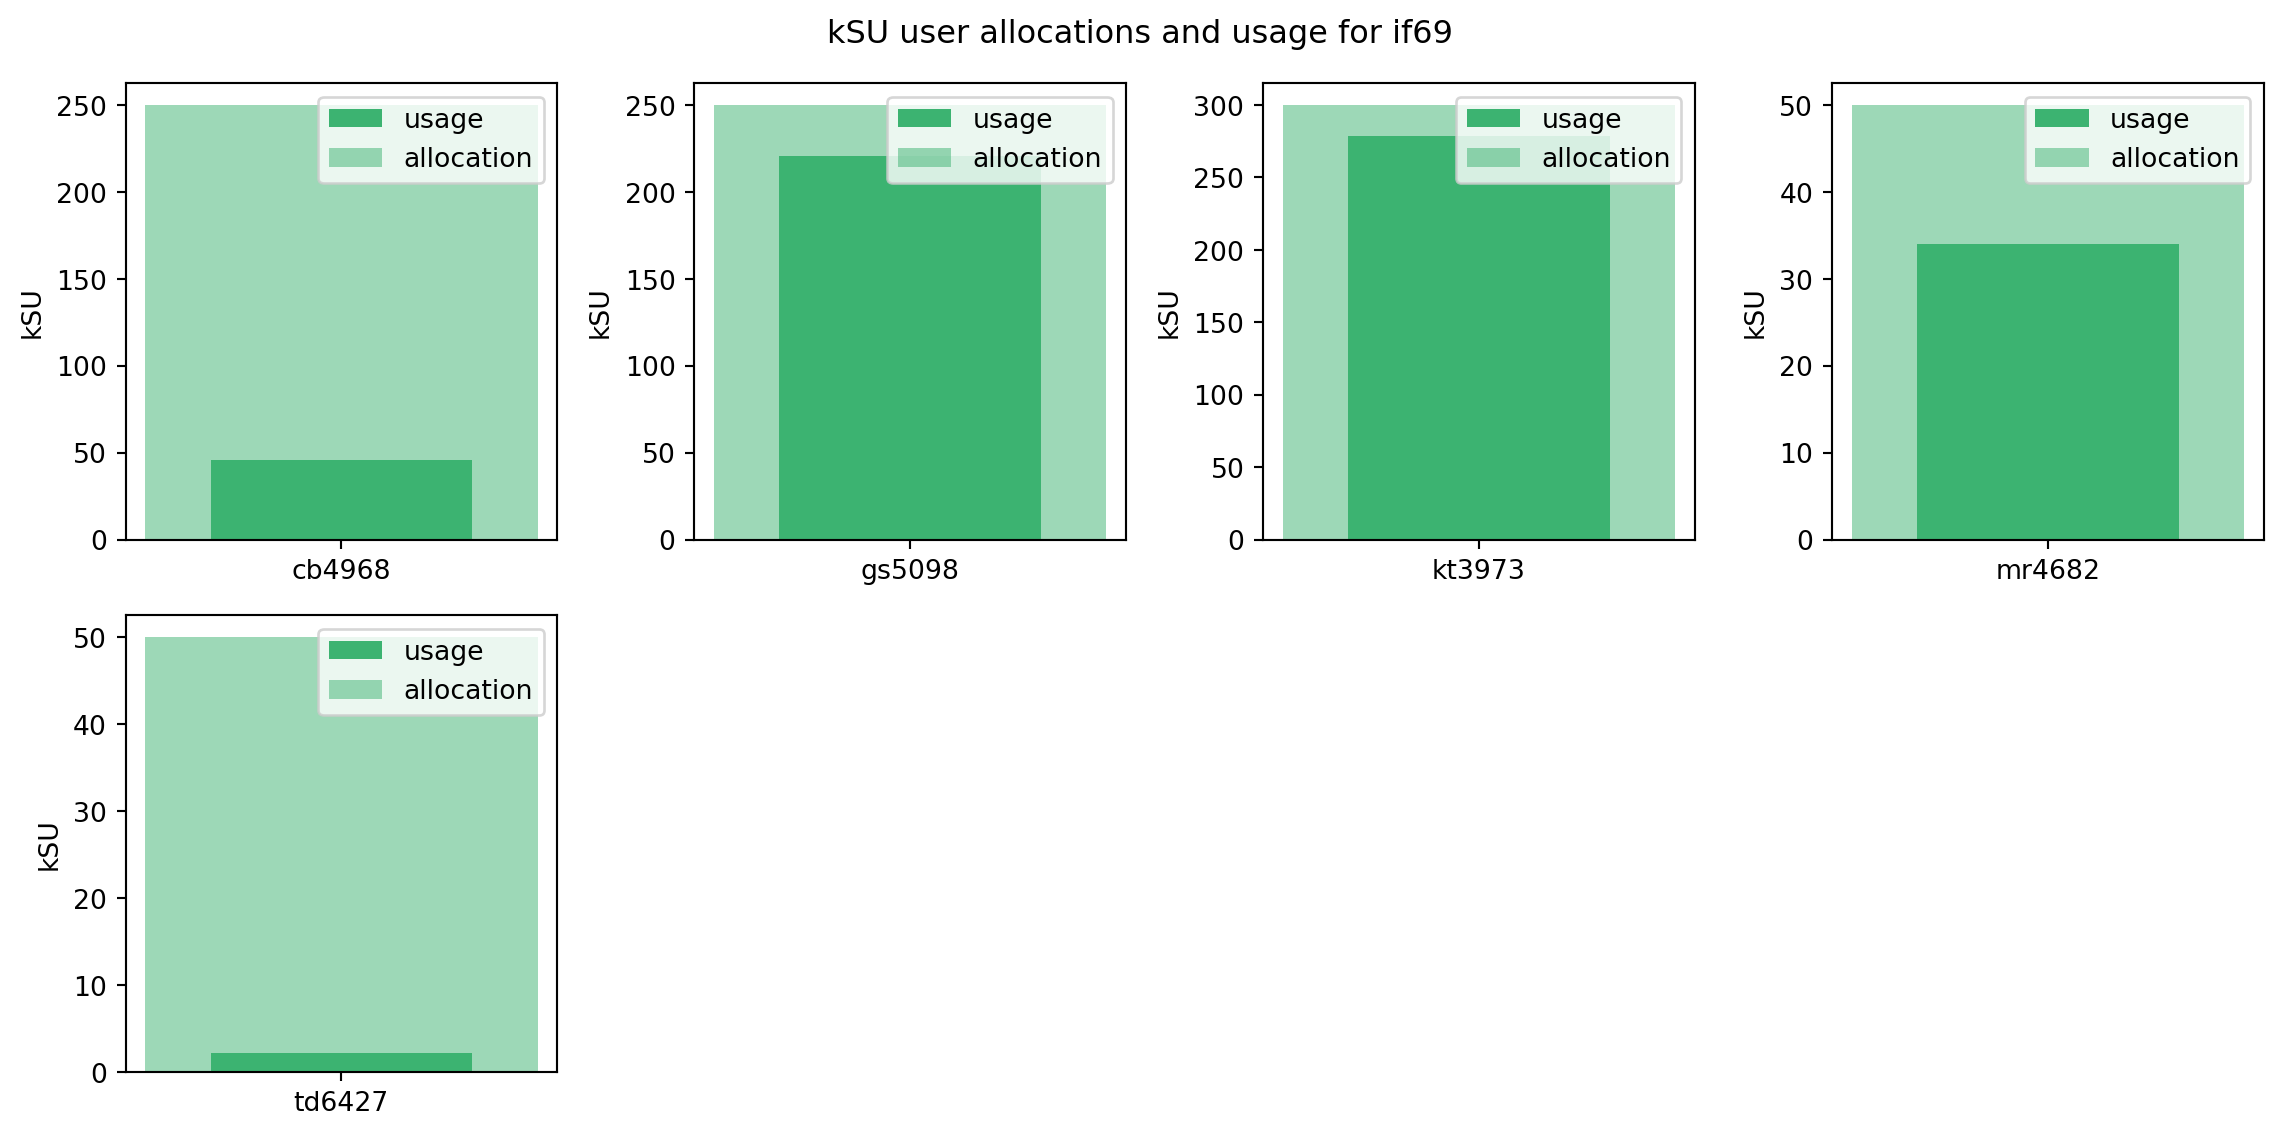 kSU user allocations and usage for if69
250
200
150
100
50
0
kSU
usage
allocation
cb4968
250
200
150
100
50
0
kSU
usage
allocation
gs5098
300
250
200
150
100
50
0
kSU
usage
allocation
kt3973
50
40
30
20
10
0
kSU
usage
allocation
mr4682
50
40
30
20
10
0
kSU
usage
allocation
td6427